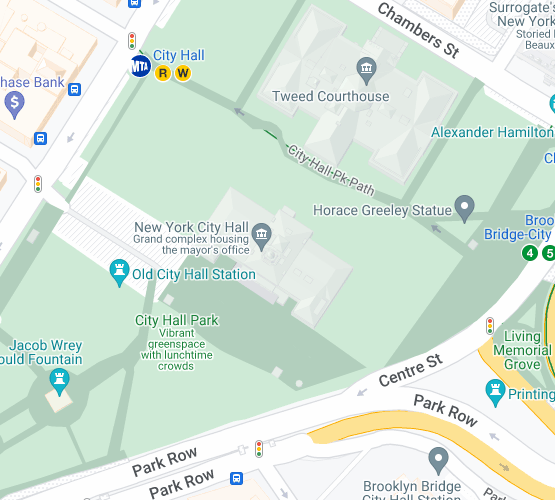 Surrogate's
New York
Storied
Beaux
Chambers St
City Hall
MTA
R W
hase Bank
$
Tweed Courthouse
Alexander Hamilton
City Hall Pk Path
Horace Greeley Statue
Broo
Bridge-City
4 5
New York City Hall
Grand complex housing
the mayor's office
Old City Hall Station
City Hall Park
Vibrant
greenspace
with lunchtime
crowds
Jacob Wrey
ould Fountain
Living
Memorial
Grove
Centre St
Printing
Park Row
Park Row
Park Row
Brooklyn Bridge
City Hall Station
Park